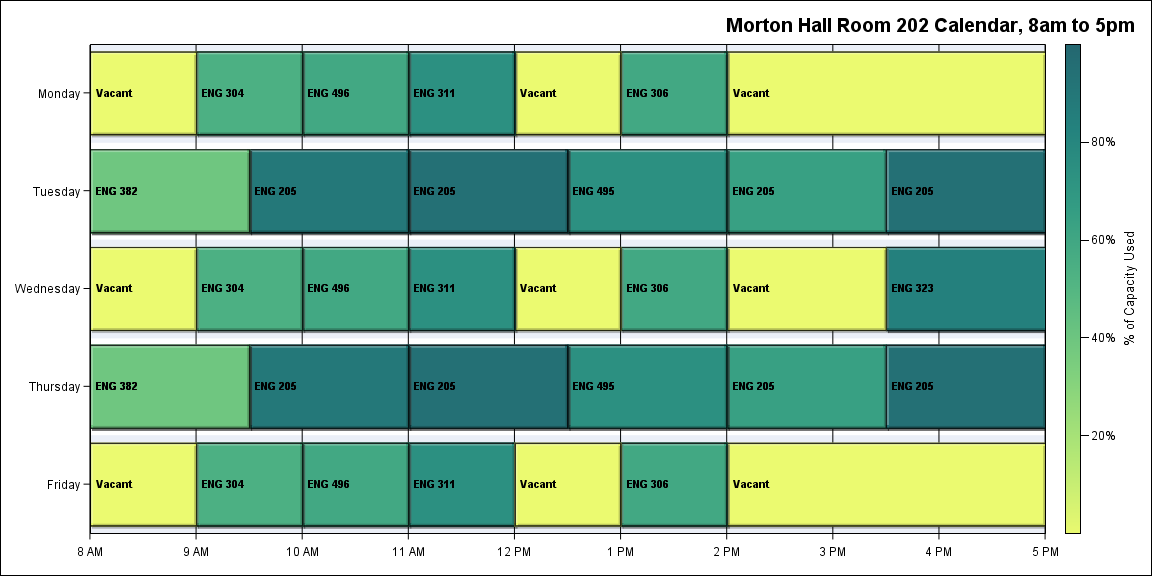 Morton Hall Room 202 Calendar, 8am to 5pm
Monday
Vacant
ENG 304
ENG 496
ENG 311
Vacant
ENG 306
Vacant
Tuesday
ENG 382
ENG 205
ENG 205
ENG 495
ENG 205
ENG 205
Wednesday
Vacant
ENG 304
ENG 496
ENG 311
Vacant
ENG 306
Vacant
ENG 323
Thursday
ENG 382
ENG 205
ENG 205
ENG 495
ENG 205
ENG 205
Friday
Vacant
ENG 304
ENG 496
ENG 311
Vacant
ENG 306
Vacant
8 AM
9 AM
10 AM
11 AM
12 PM
1 PM
2 PM
3 PM
4 PM
5 PM
80%
60%
40%
20%
% of Capacity Used